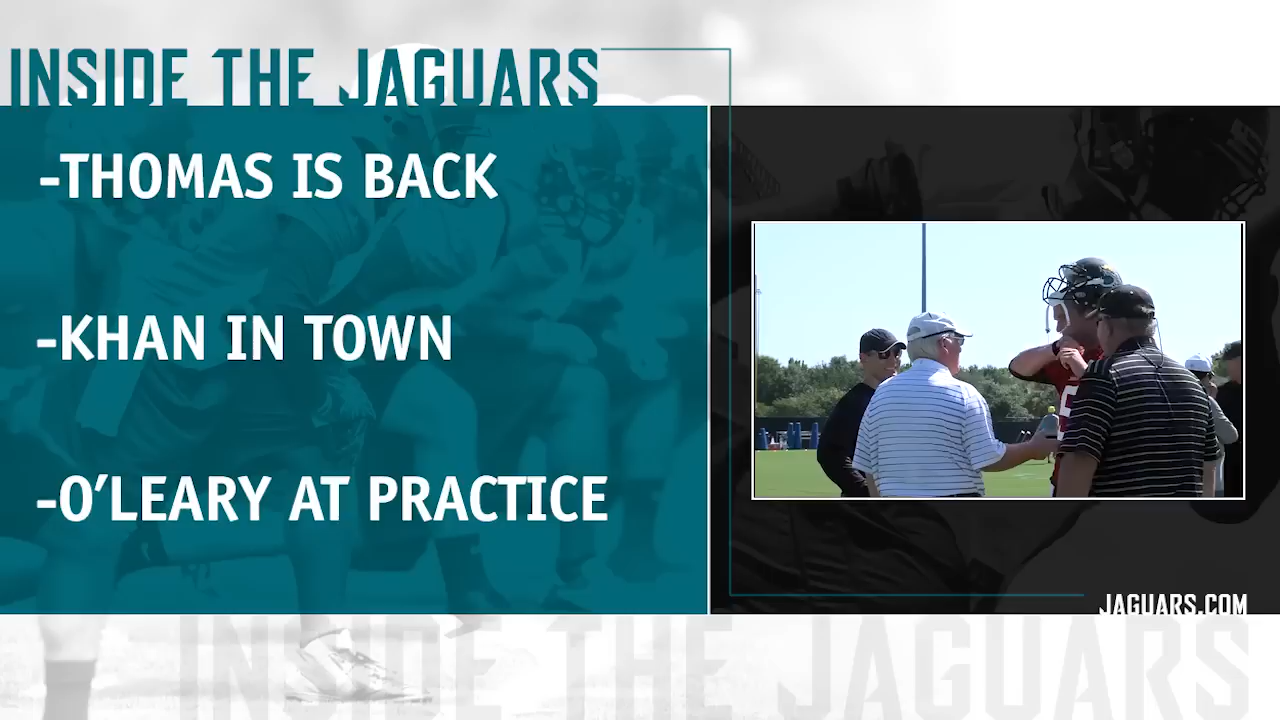 INSIDE THE JAGUARS
-THOMAS IS BACK
-KHAN IN TOWN
-O'LEARY AT PRACTICE
JAGUARS.COM
INSIDE THE JAGUARS